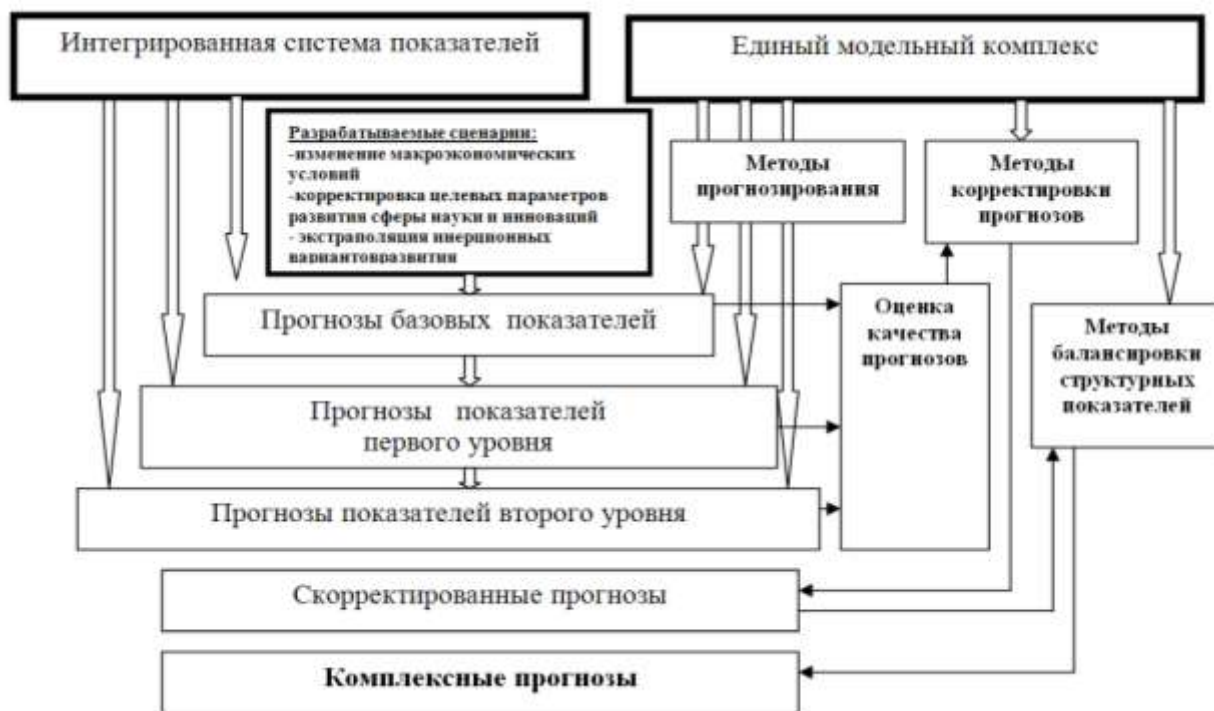 Интегрированная система показателей
Единый модельный комплекс
Разрабатываемые сценарии:
-изменение макроэкономических
условий
-корректировка целевых параметров
развития сферы науки и инноваций
- экстраполяция инерционных
вариантовразвития
Методы
прогнозирования
Методы
корректировки
прогнозов
Прогнозы базовых показателей
Оценка
качества
прогнозов
Методы
балансировки
структурных
показателей
Прогнозы показателей
первого уровня
Прогнозы показателей второго уровня
Скорректированные прогнозы
Комплексные прогнозы